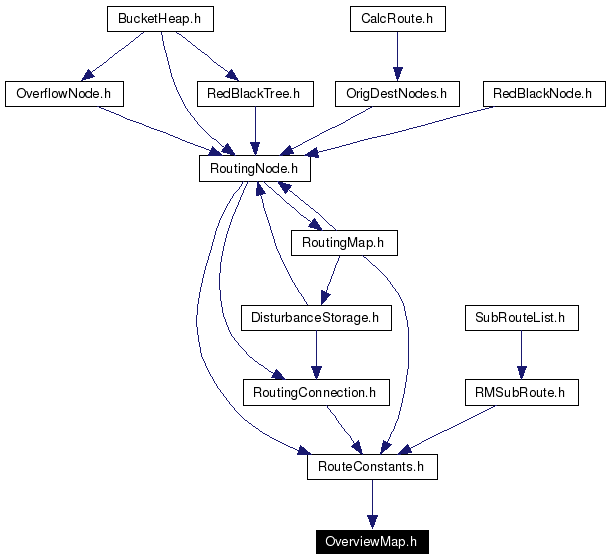 BucketHeap.h
CalcRoute.h
OverflowNode.h
RedBlackTree.h
OrigDestNodes.h
RedBlackNode.h
RoutingNode.h
RoutingMap.h
DisturbanceStorage.h
SubRouteList.h
RoutingConnection.h
RMSubRoute.h
RouteConstants.h
OverviewMap.h